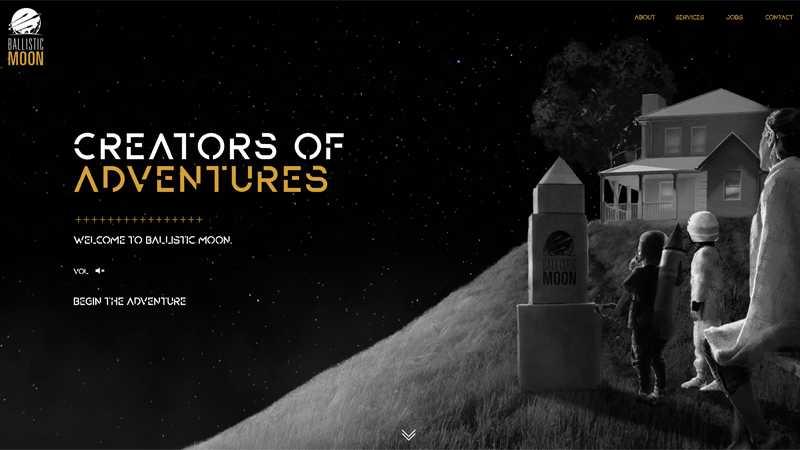 BALLISTIC
MOON
ABOUT
SERVICES
JOBS
CONTACT
CREATORS OF
ADVENTURES
++++++++++++++++
WELCOME TO BALLISTIC MOON.
VOL
BEGIN THE ADVENTURE
BALLISTIC
MOON